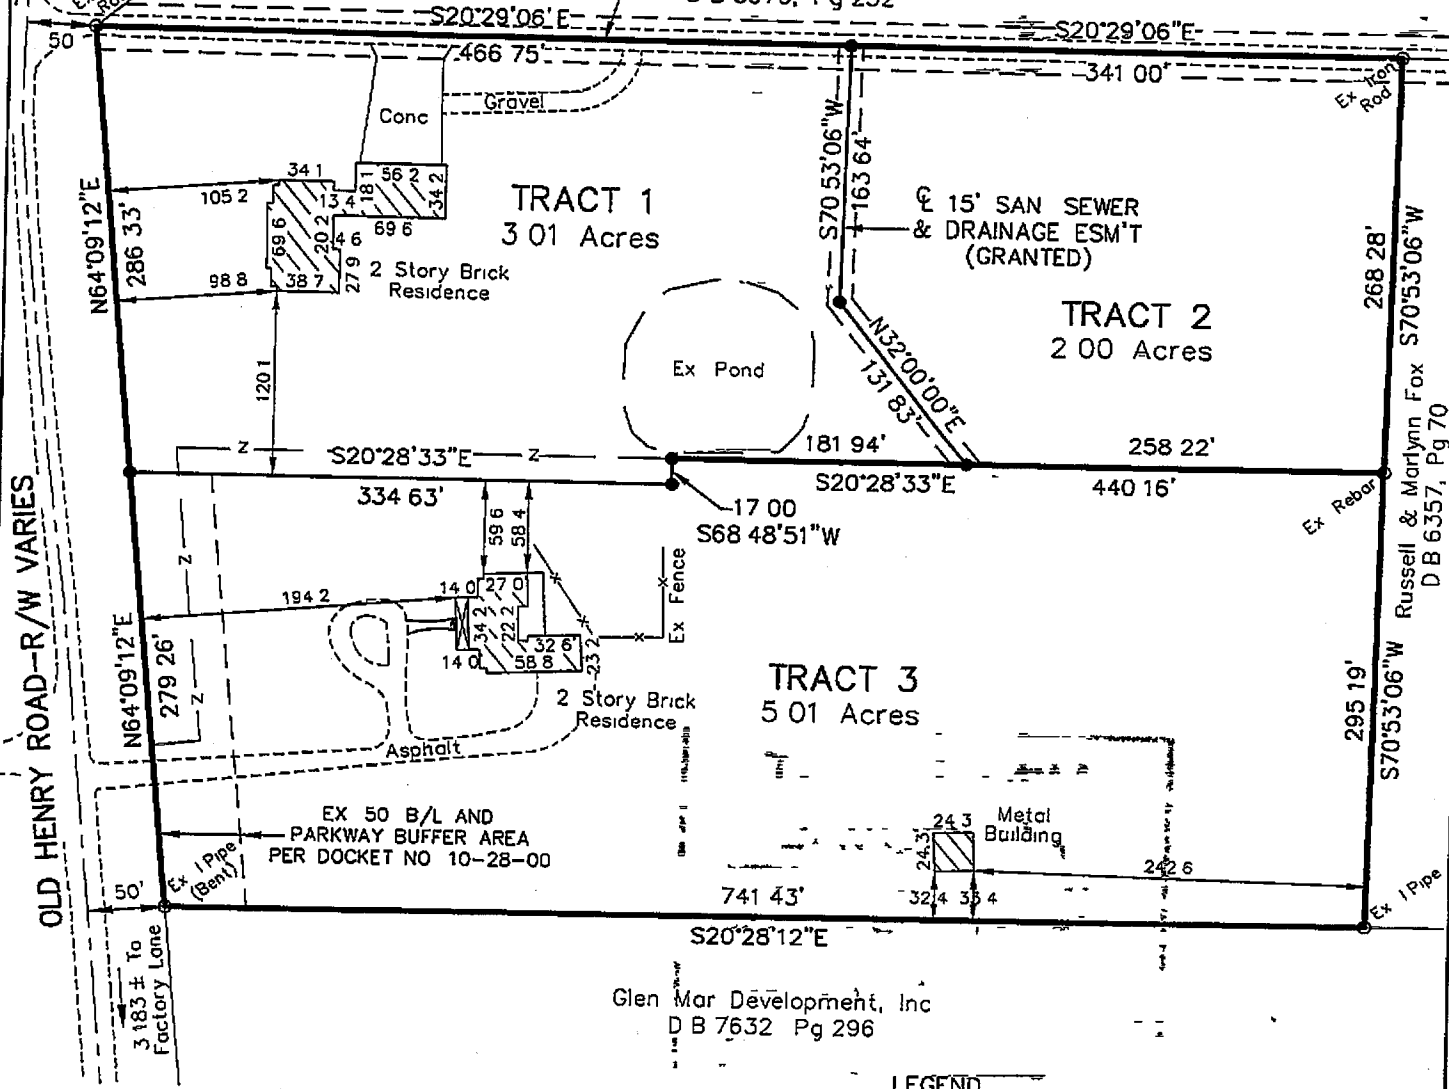 S20°29'06"E
S20°29'06"E
50
466 75'
341 00'
Ex Iron
Rod
Gravel
Conc
S70 53'06"W
163 64'
34 1
56 2
105 2
13 4
18 1
34 2
TRACT 1
3 01 Acres
69 6
69 6
20 2
4 6
27 9
98 8
38 7
2 Story Brick
Residence
N64°09'12"E
286 33'
℄ 15' SAN SEWER
& DRAINAGE ESM'T
(GRANTED)
TRACT 2
2 00 Acres
268 28'
S70°53'06"W
Ex Pond
N32°00'00"E
131 83'
120 1
Z
S20°28'33"E
Z
334 63'
181 94'
S20°28'33"E
258 22'
440 16'
17 00
S68 48'51"W
Ex Rebar
Russell & Marlynn Fox
D B 6357, Pg 70
OLD HENRY ROAD-R/W VARIES
Z
59 6
58 4
Ex Fence
194 2
14 0
27 0
34 2
22 2
32 6'
58 8
14 0
23 2
2 Story Brick
Residence
N64°09'12"E
279 26'
Z
Asphalt
TRACT 3
5 01 Acres
295 19'
S70°53'06"W
EX 50 B/L AND
PARKWAY BUFFER AREA
PER DOCKET NO 10-28-00
Metal
Building
24 3
24 3'
242 6
32 4
33 4
50'
Ex I Pipe
(Bent)
741 43'
S20°28'12"E
Ex I Pipe
3 183 ± To
Factory Lane
Glen Mar Development, Inc
D B 7632 Pg 296
LEGEND